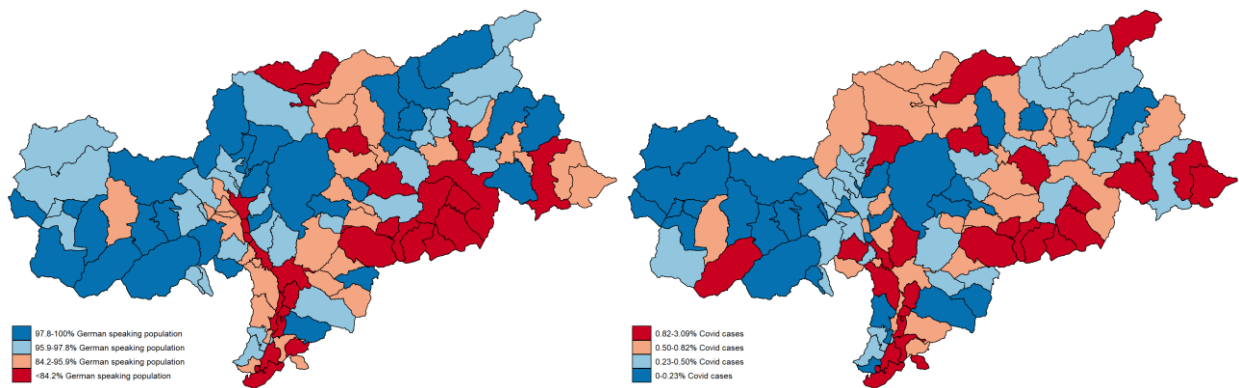 97.8-100% German speaking population
95.9-97.8% German speaking population
84.2-95.9% German speaking population
<84.2% German speaking population
0.82-3.09% Covid cases
0.50-0.82% Covid cases
0.23-0.50% Covid cases
0-0.23% Covid cases